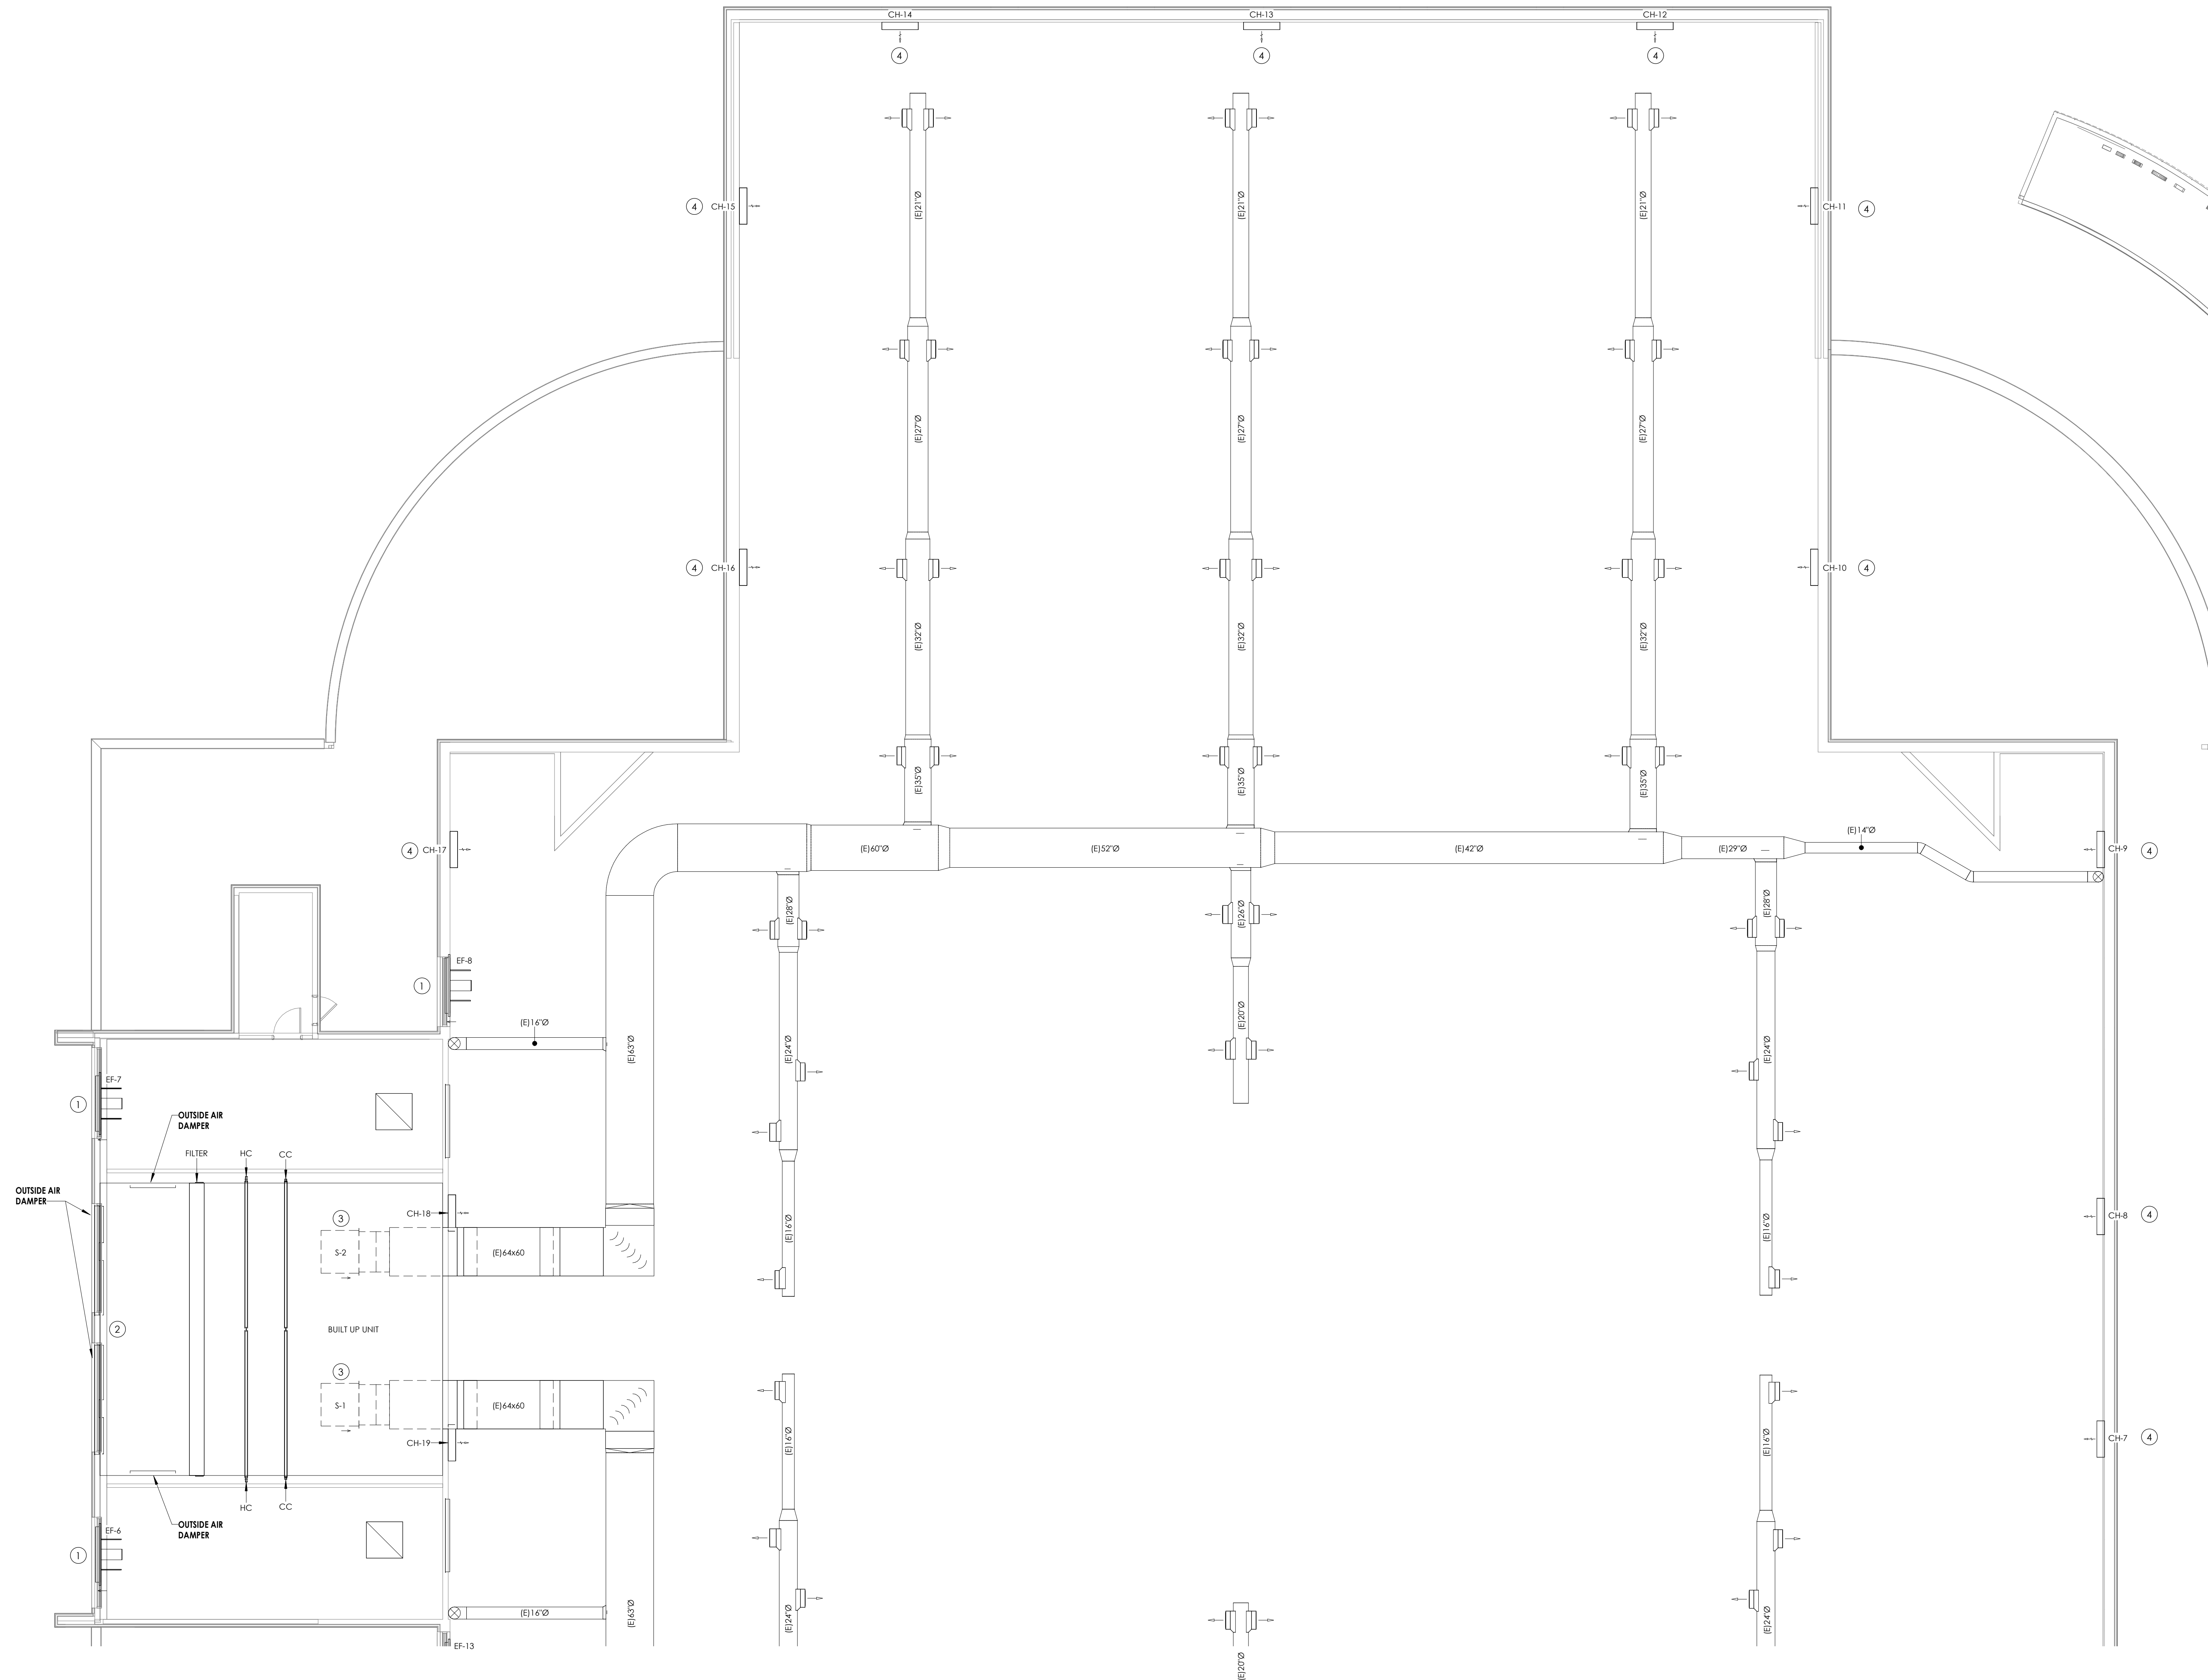 CH-14
CH-13
CH-12
4
4
4
4
CH-15
(E)21"Ø
(E)21"Ø
(E)21"Ø
CH-11
4
(E)27"Ø
(E)27"Ø
(E)27"Ø
4
CH-16
CH-10
4
(E)32"Ø
(E)32"Ø
(E)32"Ø
(E)35"Ø
(E)35"Ø
(E)35"Ø
4
CH-17
(E)60"Ø
(E)52"Ø
(E)42"Ø
(E)29"Ø
(E)14"Ø
CH-9
4
(E)28"Ø
(E)26"Ø
(E)28"Ø
EF-8
1
(E)16"Ø
(E)63"Ø
(E)24"Ø
(E)20"Ø
(E)24"Ø
EF-7
1
OUTSIDE AIR
DAMPER
FILTER
HC
CC
OUTSIDE AIR
DAMPER
CH-18
3
S-2
(E)64x60
(E)16"Ø
(E)16"Ø
CH-8
4
2
BUILT UP UNIT
3
S-1
(E)64x60
CH-19
(E)16"Ø
(E)16"Ø
CH-7
4
HC
CC
OUTSIDE AIR
DAMPER
EF-6
1
(E)16"Ø
(E)63"Ø
(E)24"Ø
(E)24"Ø
EF-13
(E)20"Ø